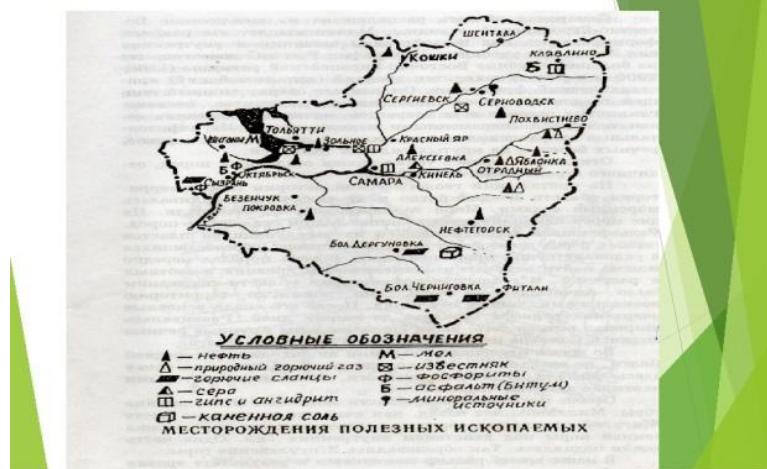 ШЕНТАЛА
КОШКИ
КЛЯВЛИНО
Б
СЕРГИЕВСК
СЕРНОВОДСК
ПОХВИСТНЕВО
ТОЛЬЯТТИ
М
ЗОЛЬНОЕ
КРАСНЫЙ ЯР
АЛЕКСЕЕВКА
ЯБЛОНКА
ОТРАДНЫЙ
Б Ф
ОКТЯБРЬСК
САМАРА
КИНЕЛЬ
СЫЗРАНЬ
Ф
БЕЗЕНЧУК
ПОКРОВКА
НЕФТЕГОРСК
БОЛ. ДЕРГУНОВКА
БОЛ. ЧЕРНИГОВКА
УСЛОВНЫЕ ОБОЗНАЧЕНИЯ
— НЕФТЬ
— ПРИРОДНЫЙ ГОРЮЧИЙ ГАЗ
— ГОРЮЧИЕ СЛАНЦЫ
— СЕРА
— ГИПС И АНГИДРИТ
— КАМЕННАЯ СОЛЬ
М — МЕЛ
— ИЗВЕСТНЯК
Ф — ФОСФОРИТЫ
Б — АСФАЛЬТ (БИТУМ)
— МИНЕРАЛЬНЫЕ
ИСТОЧНИКИ
МЕСТОРОЖДЕНИЯ ПОЛЕЗНЫХ ИСКОПАЕМЫХ